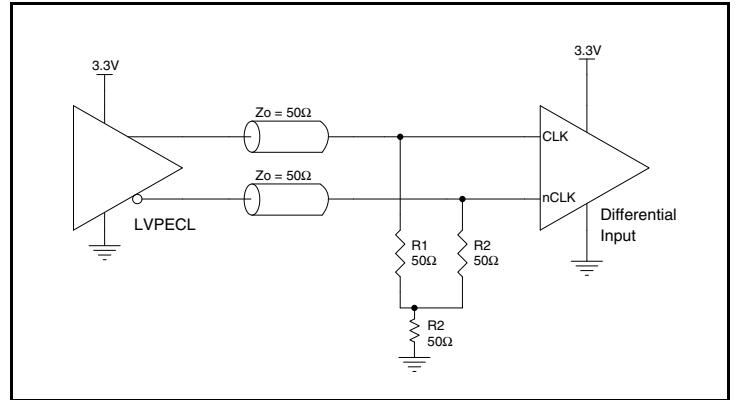 3.3V
3.3V
Zo = 50Ω
CLK
Zo = 50Ω
nCLK
LVPECL
Differential
Input
R1
50Ω
R2
50Ω
R2
50Ω